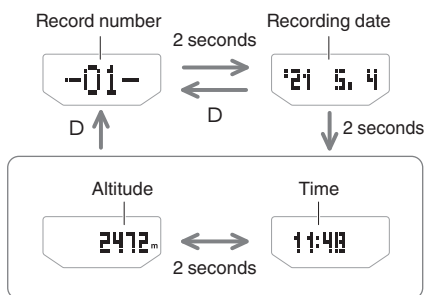 Record number
Recording date
2 seconds
-01-
'21 5. 4
D
D
2 seconds
Altitude
Time
2472m
11:48
2 seconds